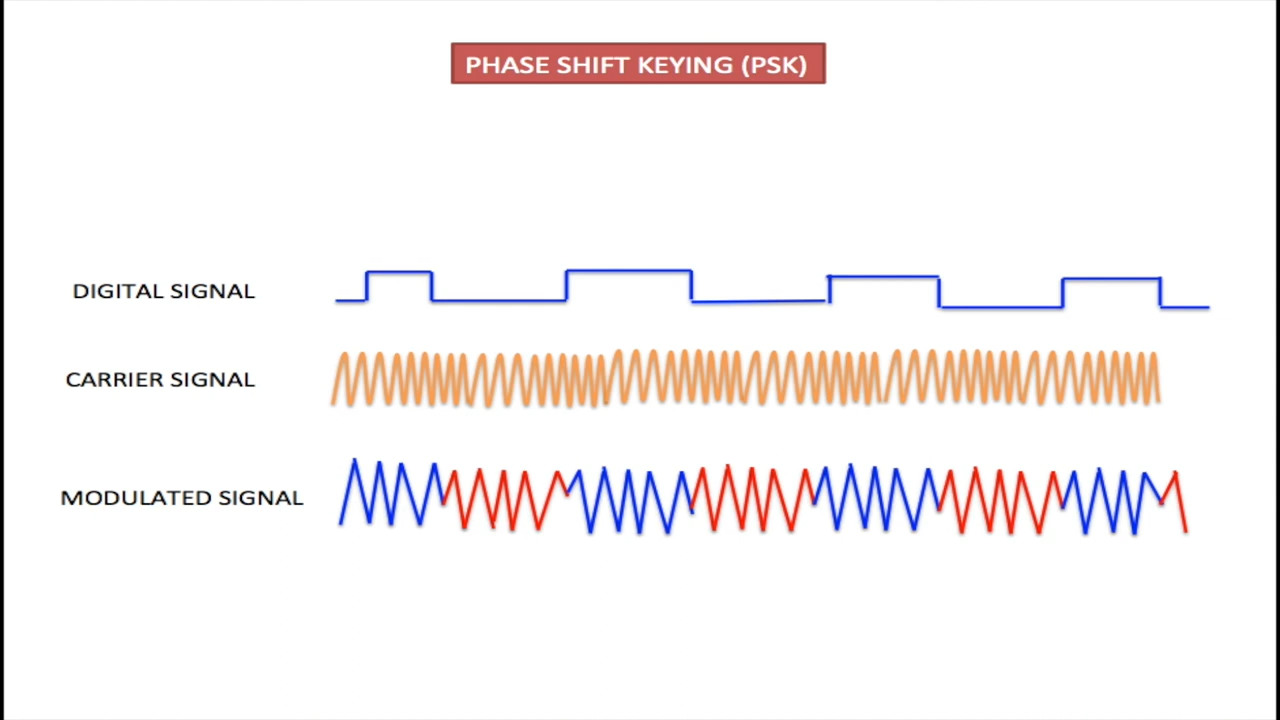 PHASE SHIFT KEYING (PSK)
DIGITAL SIGNAL
CARRIER SIGNAL
MODULATED SIGNAL